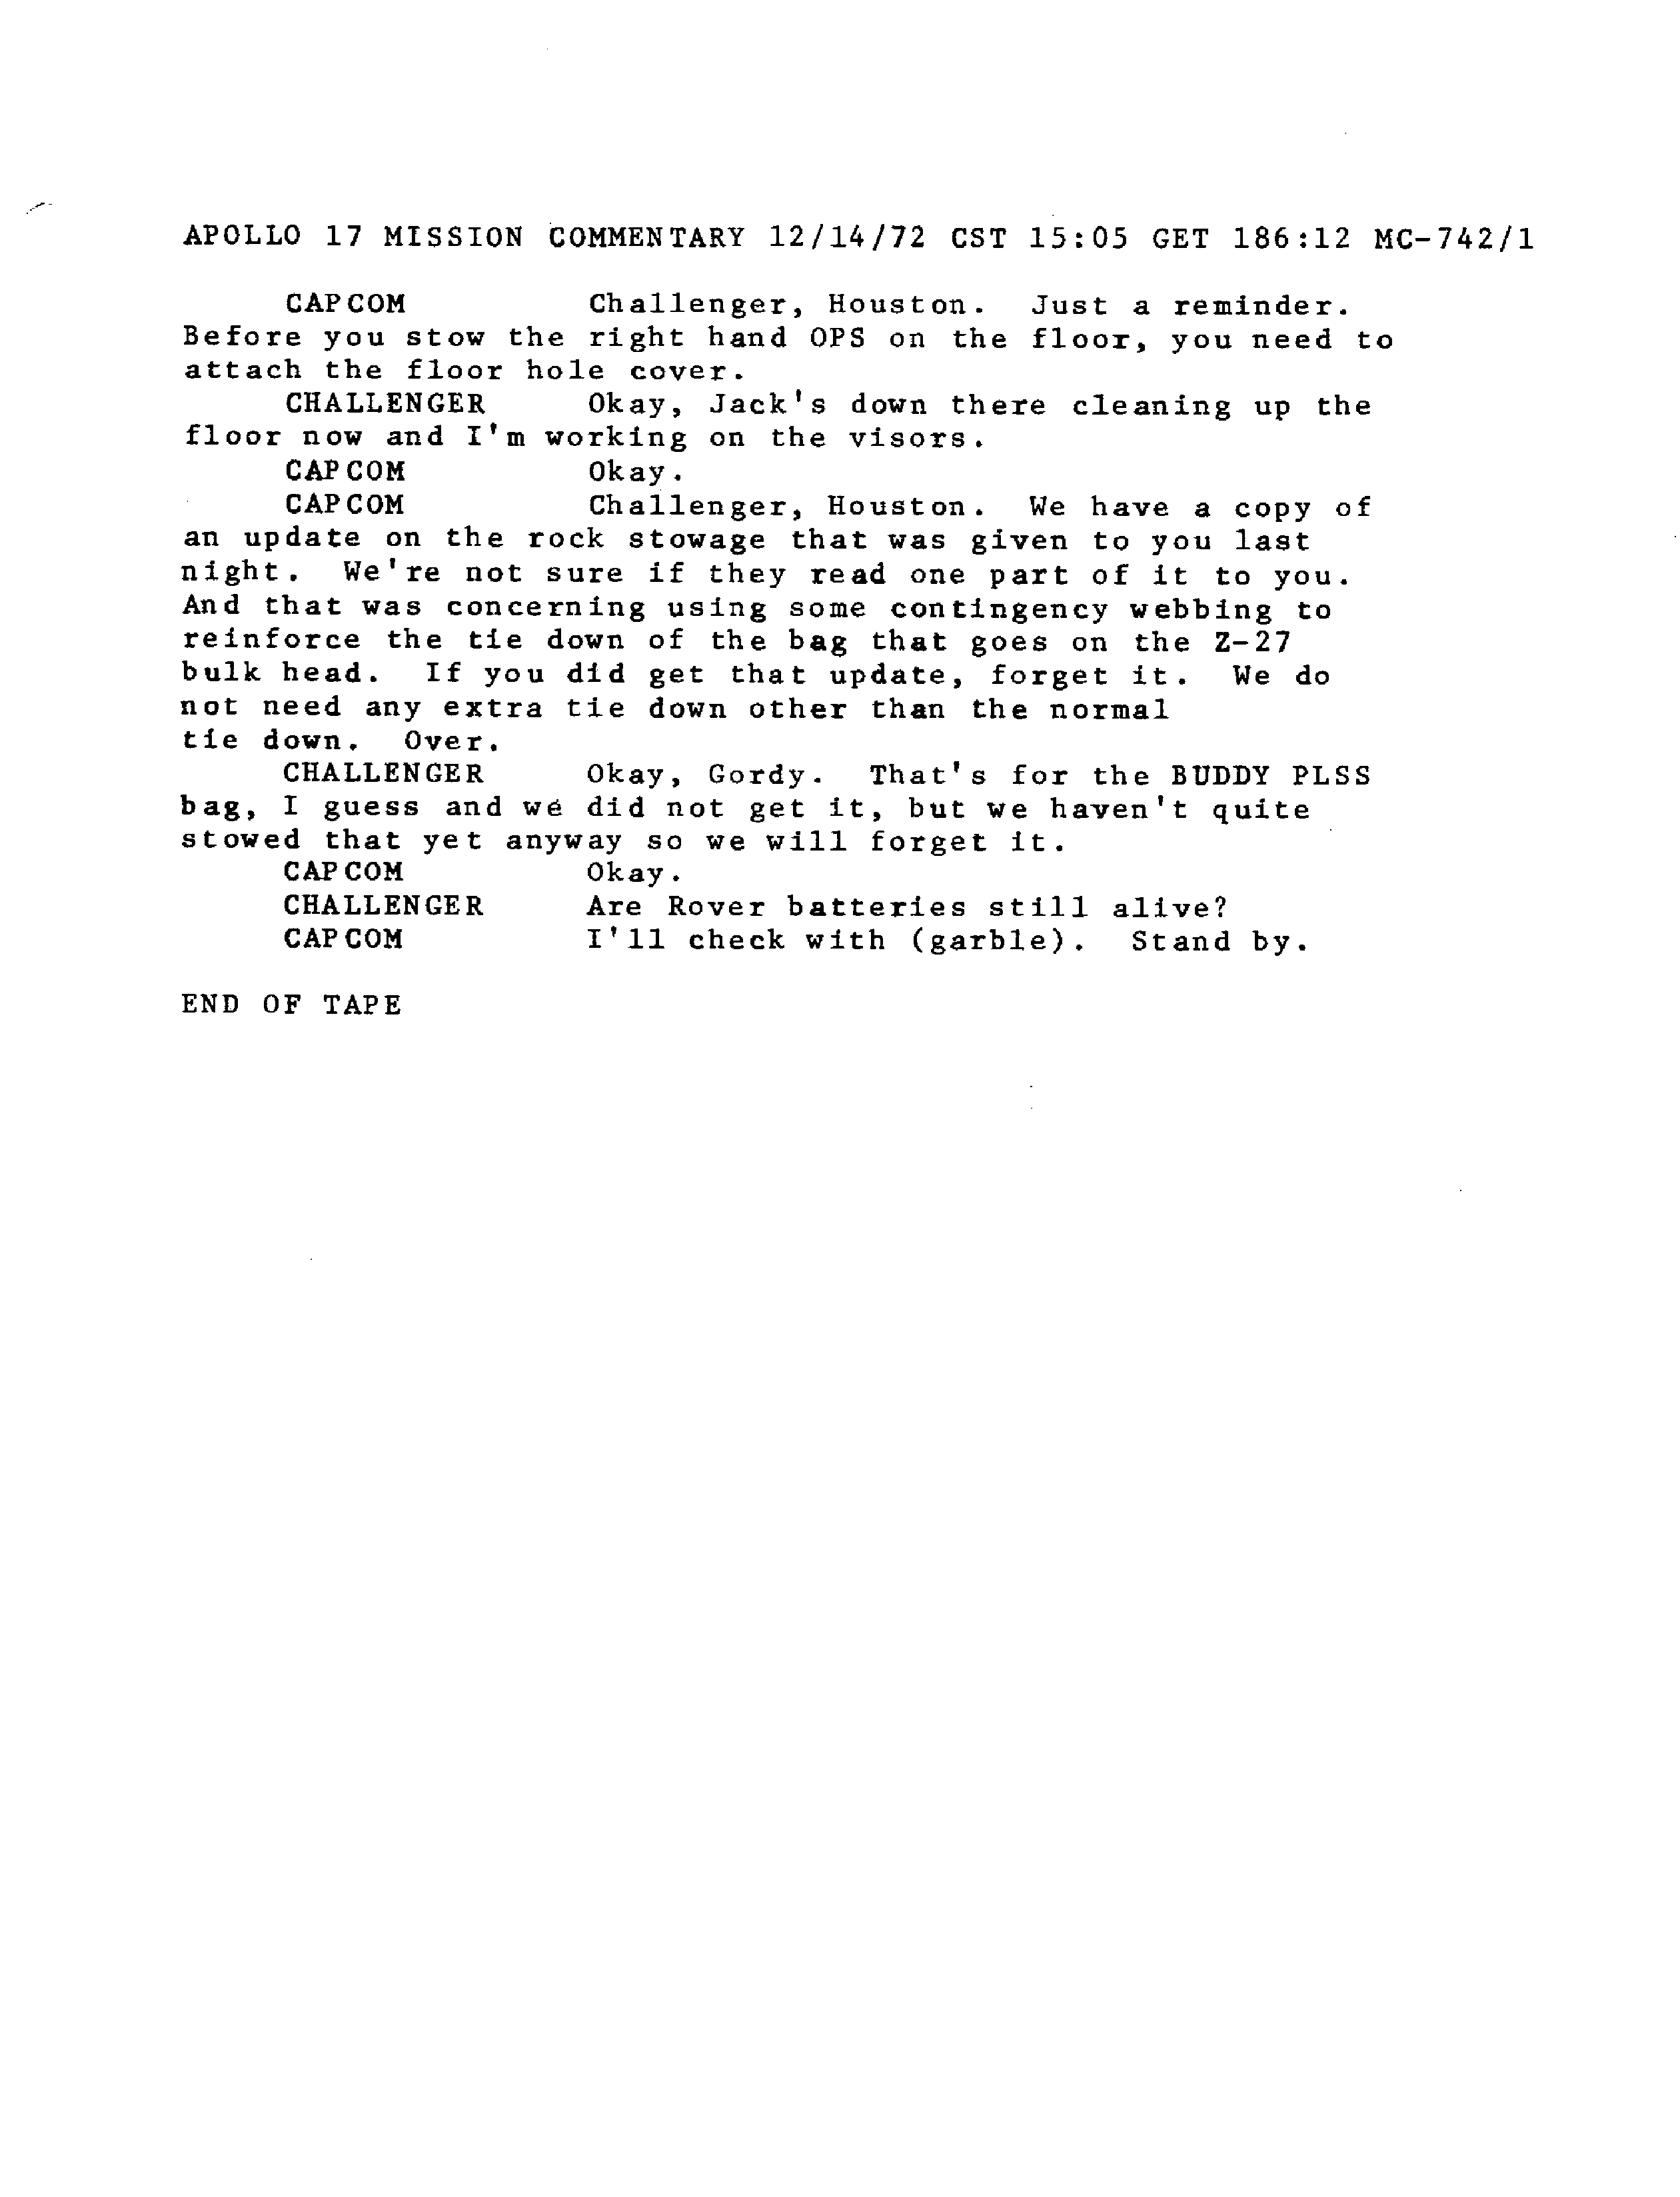 APOLLO 17 MISSION COMMENTARY 12/14/72 CST 15:05 GET 186:12 MC-742/1
CAPCOM Challenger, Houston. Just a reminder.
Before you stow the right hand OPS on the floor, you need to
attach the floor hole cover.
CHALLENGER Okay, Jack's down there cleaning up the
floor now and I'm working on the visors.
CAPCOM Okay.
CAPCOM Challenger, Houston. We have a copy of
an update on the rock stowage that was given to you last
night. We're not sure if they read one part of it to you.
And that was concerning using some contingency webbing to
reinforce the tie down of the bag that goes on the Z-27
bulk head. If you did get that update, forget it. We do
not need any extra tie down other than the normal
tie down. Over.
CHALLENGER Okay, Gordy. That's for the BUDDY PLSS
bag, I guess and we did not get it, but we haven't quite
stowed that yet anyway so we will forget it.
CAPCOM Okay.
CHALLENGER Are Rover batteries still alive?
CAPCOM I'll check with (garble). Stand by.
END OF TAPE